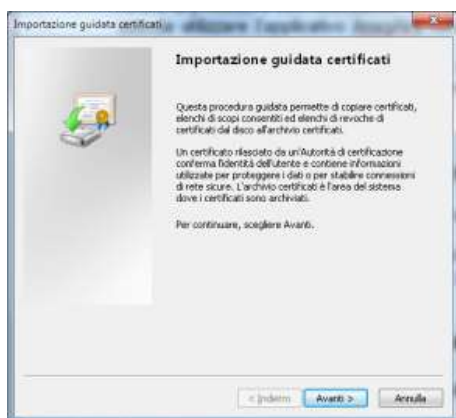 Importazione guidata certificati
Importazione guidata certificati
Questa procedura guidata permette di copiare certificati,
elenchi di scopi consentiti ed elenchi di revoche di
certificati dal disco all'archivio certificati.
Un certificato rilasciato da un'Autorità di certificazione
conferma l'identità dell'utente e contiene informazioni
utilizzate per proteggere i dati o per stabilire connessioni
di rete sicure. L'archivio certificati è l'area del sistema
dove i certificati sono archiviati.
Per continuare, scegliere Avanti.
< Indietro Avanti > Annulla